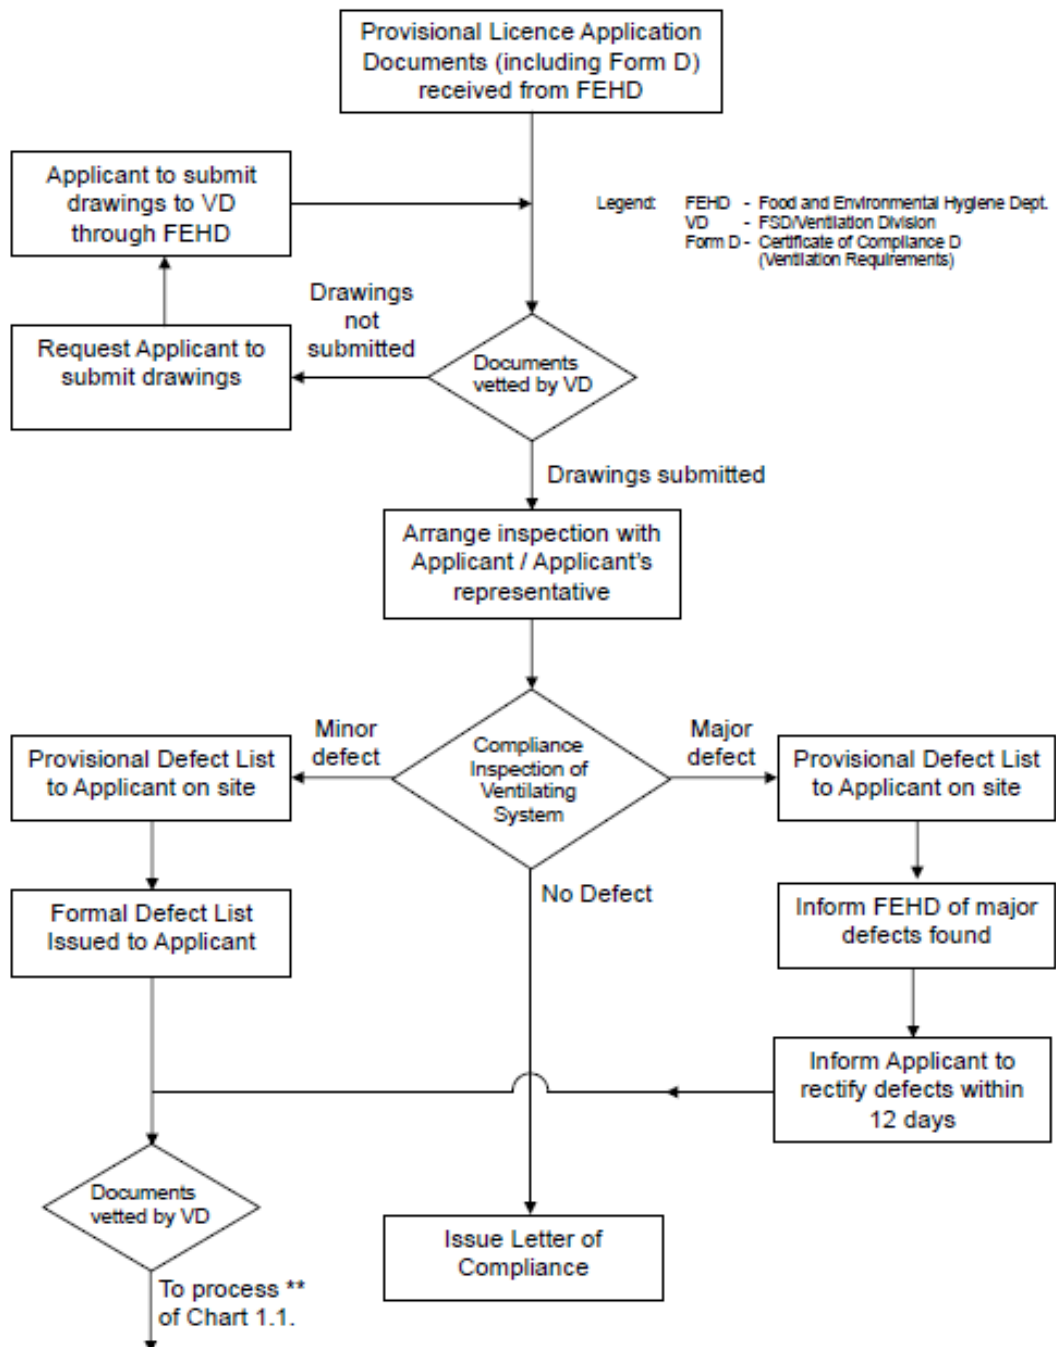 Provisional Licence Application
Documents (including Form D)
received from FEHD
Applicant to submit
drawings to VD
through FEHD
Legend: FEHD - Food and Environmental Hygiene Dept.
VD - FSD/Ventilation Division
Form D - Certificate of Compliance D
(Ventilation Requirements)
Drawings
not
submitted
Request Applicant to
submit drawings
Documents
vetted by VD
Drawings submitted
Arrange inspection with
Applicant / Applicant's
representative
Minor
defect
Compliance
Inspection of
Ventilating
System
Major
defect
Provisional Defect List
to Applicant on site
Provisional Defect List
to Applicant on site
No Defect
Formal Defect List
Issued to Applicant
Inform FEHD of major
defects found
Inform Applicant to
rectify defects within
12 days
Documents
vetted by VD
Issue Letter of
Compliance
To process **
of Chart 1.1.